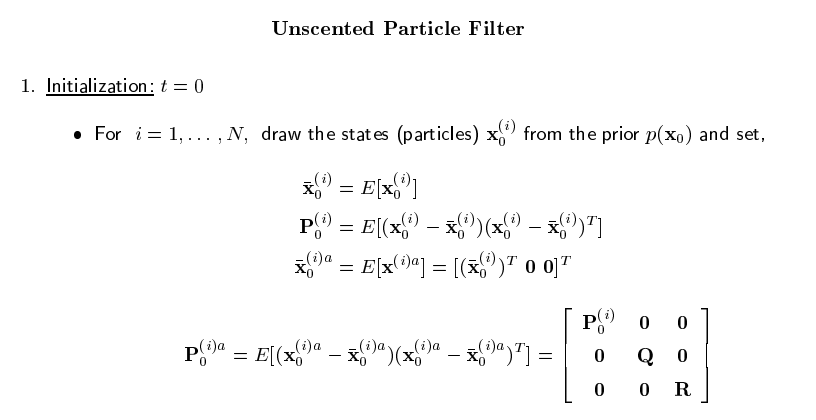 Unscented Particle Filter
1. Initialization: $t = 0$
• For $i = 1, \ldots, N,$ draw the states (particles) $\mathbf{x}_0^{(i)}$ from the prior $p(\mathbf{x}_0)$ and set,
$\bar{\mathbf{x}}_0^{(i)} = E[\mathbf{x}_0^{(i)}]$
$\mathbf{P}_0^{(i)} = E[(\mathbf{x}_0^{(i)} - \bar{\mathbf{x}}_0^{(i)})(\mathbf{x}_0^{(i)} - \bar{\mathbf{x}}_0^{(i)})^T]$
$\bar{\mathbf{x}}_0^{(i)a} = E[\mathbf{x}^{(i)a}] = [(\bar{\mathbf{x}}_0^{(i)})^T \ \mathbf{0} \ \mathbf{0}]^T$
$\mathbf{P}_0^{(i)a} = E[(\mathbf{x}_0^{(i)a} - \bar{\mathbf{x}}_0^{(i)a})(\mathbf{x}_0^{(i)a} - \bar{\mathbf{x}}_0^{(i)a})^T] = \begin{bmatrix} \mathbf{P}_0^{(i)} & \mathbf{0} & \mathbf{0} \\ \mathbf{0} & \mathbf{Q} & \mathbf{0} \\ \mathbf{0} & \mathbf{0} & \mathbf{R} \end{bmatrix}$